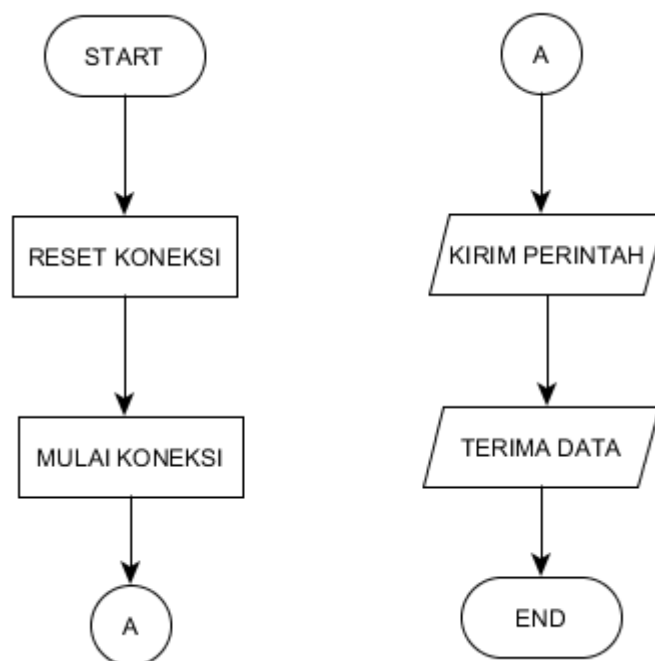 START
RESET KONEKSI
MULAI KONEKSI
A
A
KIRIM PERINTAH
TERIMA DATA
END